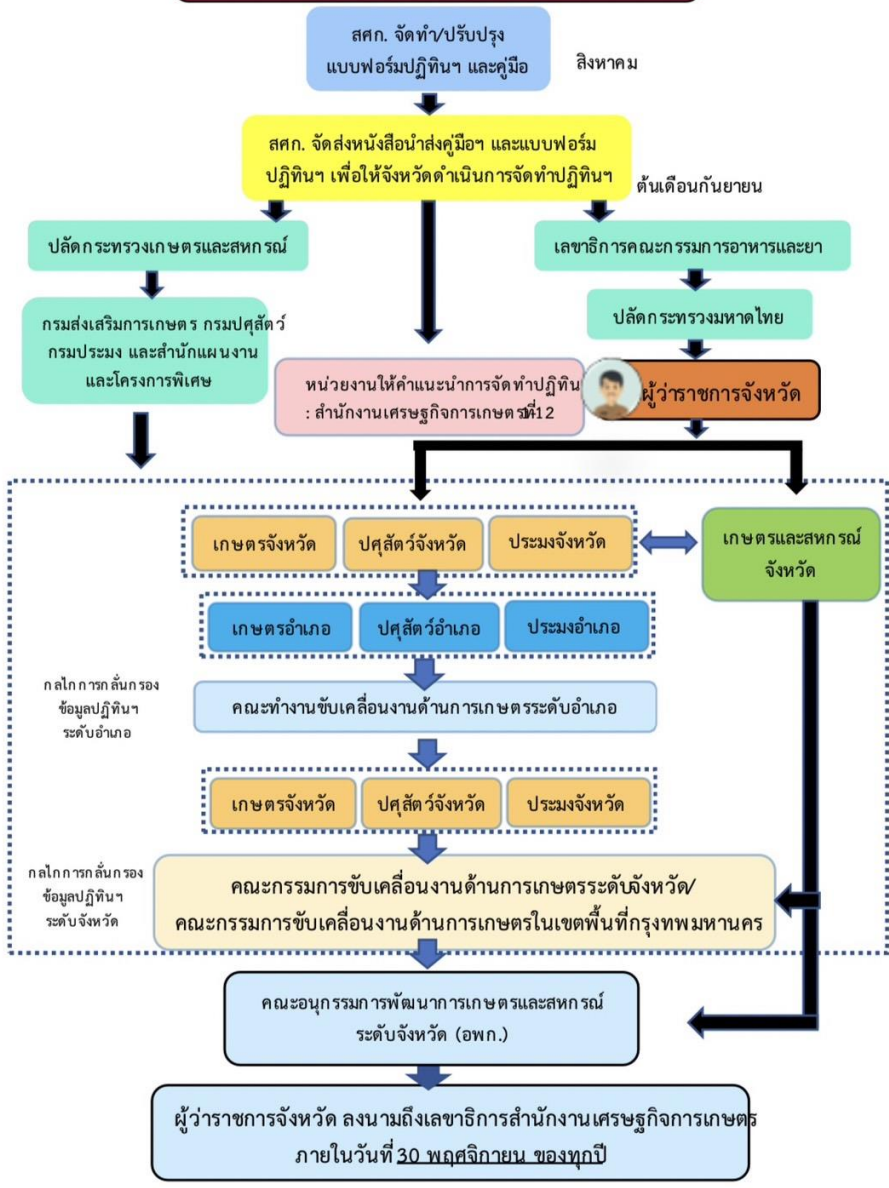 สศก. จัดทำ/ปรับปรุง
แบบฟอร์มปฏิทินฯ และคู่มือ
สิงหาคม
สศก. จัดส่งหนังสือนำส่งคู่มือฯ และแบบฟอร์ม
ปฏิทินฯ เพื่อให้จังหวัดดำเนินการจัดทำปฏิทินฯ
ต้นเดือนกันยายน
ปลัดกระทรวงเกษตรและสหกรณ์
เลขาธิการคณะกรรมการอาหารและยา
กรมส่งเสริมการเกษตร กรมปศุสัตว์
กรมประมง และสำนักแผนงาน
และโครงการพิเศษ
ปลัดกระทรวงมหาดไทย
หน่วยงานให้คำแนะนำการจัดทำปฏิทิน
: สำนักงานเศรษฐกิจการเกษตรที่ 1-12
ผู้ว่าราชการจังหวัด
เกษตรจังหวัด
ปศุสัตว์จังหวัด
ประมงจังหวัด
เกษตรและสหกรณ์
จังหวัด
เกษตรอำเภอ
ปศุสัตว์อำเภอ
ประมงอำเภอ
กลไกการกลั่นกรอง
ข้อมูลปฏิทินฯ
ระดับอำเภอ
คณะทำงานขับเคลื่อนงานด้านการเกษตรระดับอำเภอ
เกษตรจังหวัด
ปศุสัตว์จังหวัด
ประมงจังหวัด
กลไกการกลั่นกรอง
ข้อมูลปฏิทินฯ
ระดับจังหวัด
คณะกรรมการขับเคลื่อนงานด้านการเกษตรระดับจังหวัด/
คณะกรรมการขับเคลื่อนงานด้านการเกษตรในเขตพื้นที่กรุงทพมหานคร
คณะอนุกรรมการพัฒนาการเกษตรและสหกรณ์
ระดับจังหวัด (อพก.)
ผู้ว่าราชการจังหวัด ลงนามถึงเลขาธิการสำนักงานเศรษฐกิจการเกษตร
ภายในวันที่ 30 พฤศจิกายน ของทุกปี